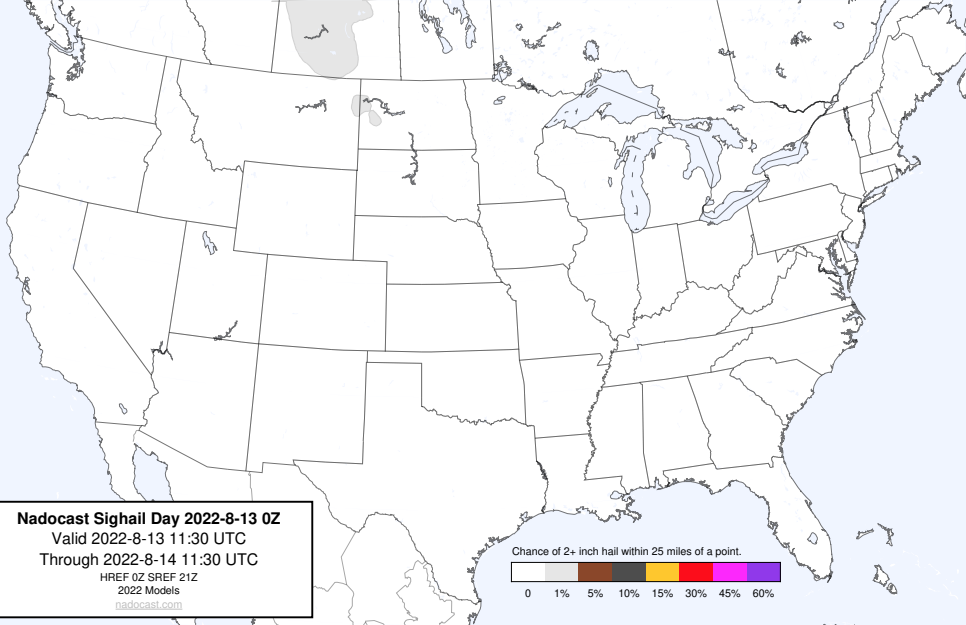 Nadocast Sighail Day 2022-8-13 0Z
Valid 2022-8-13 11:30 UTC
Through 2022-8-14 11:30 UTC
HREF 0Z SREF 21Z
2022 Models
nadocast.com
Chance of 2+ inch hail within 25 miles of a point.
0 1% 5% 10% 15% 30% 45% 60%